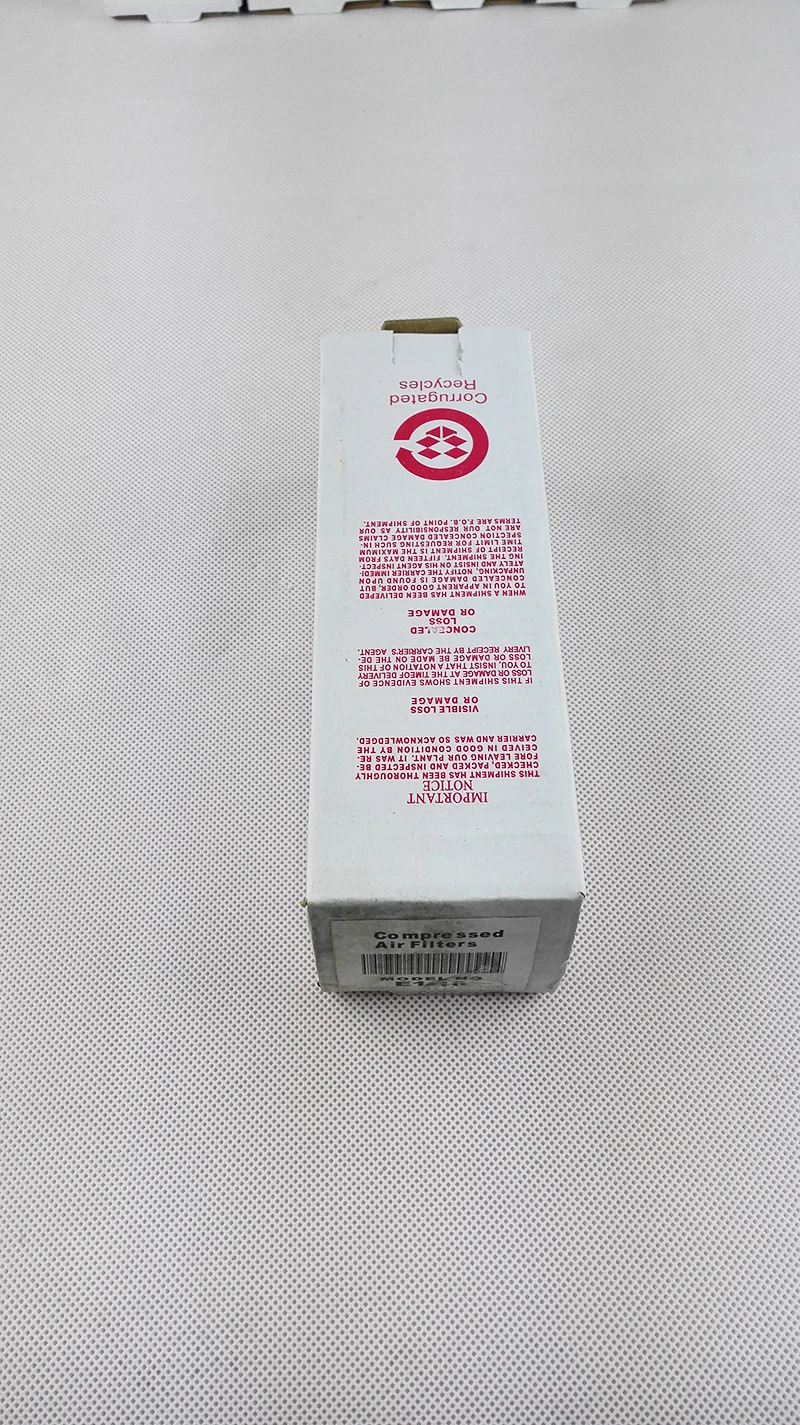 IMPORTANT
NOTICE
THIS SHIPMENT HAS BEEN THOROUGHLY
CHECKED, PACKED AND INSPECTED BE-
FORE LEAVING OUR PLANT. IT WAS RE-
CEIVED IN GOOD CONDITION BY THE
CARRIER AND WAS SO ACKNOWLEDGED.
VISIBLE LOSS
OR DAMAGE
IF THIS SHIPMENT SHOWS EVIDENCE OF
LOSS OR DAMAGE AT THE TIMEOF DELIVERY
TO YOU, INSIST THAT A NOTATION OF THIS
LOSS OR DAMAGE BE MADE ON THE DE-
LIVERY RECEIPT BY THE CARRIER'S AGENT.
CONCEALED
LOSS
OR DAMAGE
WHEN A SHIPMENT HAS BEEN DELIVEPED
TO YOU IN APPARENT GOOD ORDER, BUT
CONCEALED DAMAGE IS FOUND UPON
UNPACKING, NOTIFY THE CARRIER IMMEDI-
ATELY AND INSIST ON HIS AGENT INSPECT-
ING THE SHIPMENT. FIFTEEN DAYS FROM
RECEIPT OF SHIPMENT IS THE MAXIMUM
TIME LIMIT FOR REQUESTING SUCH IN-
SPECTION CONCEALED DAMAGE CLAIMS
ARE NOT OUR RESPONSIBILITY AS OUR
TERMS ARE F.O.B. POINT OF SHIPMENT.
Corrugated
Recycles
Compressed
Air Filters
MODEL NO